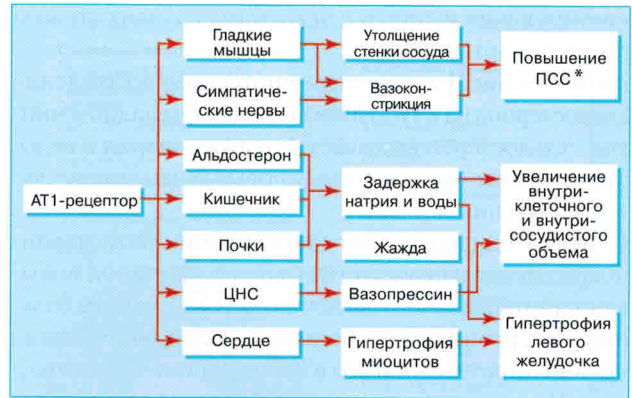 Гладкие
мышцы
Утолщение
стенки сосуда
Повышение
ПСС*
Симпатиче-
ские нервы
Вазокон-
стрикция
Альдостерон
АТ1-рецептор
Кишечник
Задержка
натрия и воды
Увеличение
внутри-
клеточного
и внутри-
сосудистого
объема
Почки
Жажда
ЦНС
Вазопрессин
Сердце
Гипертрофия
миоцитов
Гипертрофия
левого
желудочка